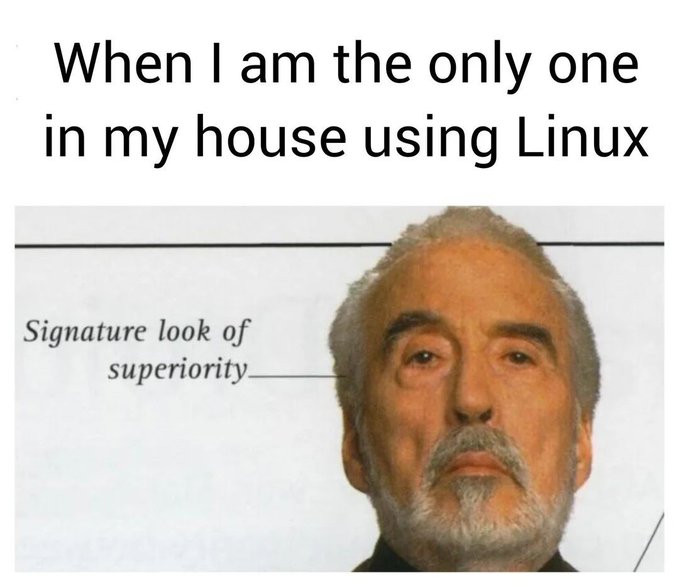 When I am the only one
in my house using Linux
Signature look of
superiority